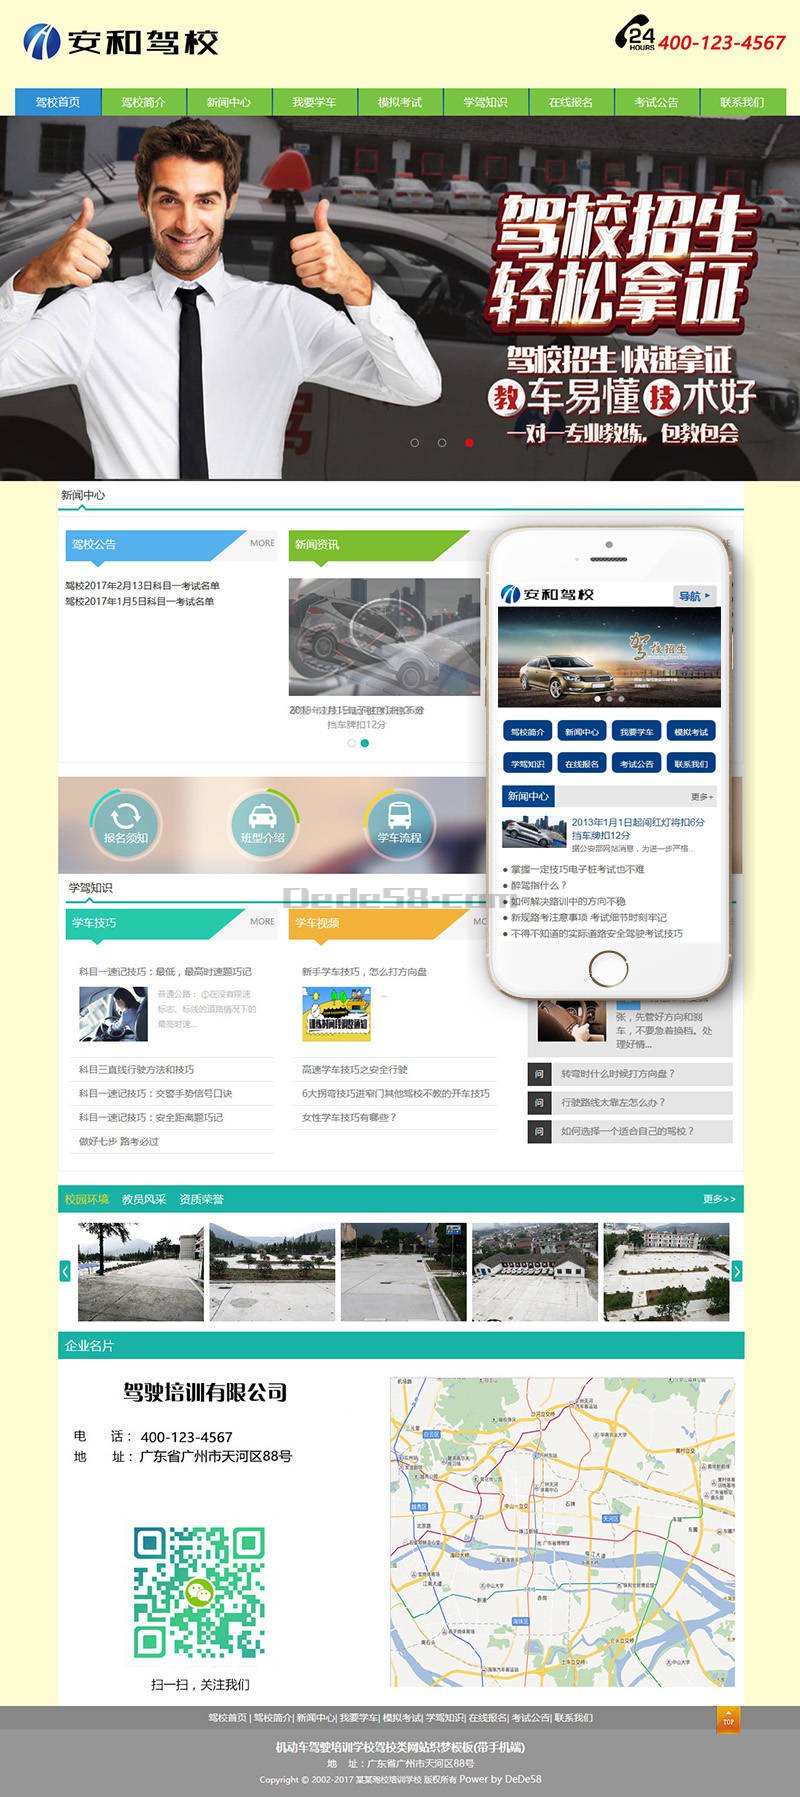 安和驾校
24
HOURS
400-123-4567
驾校首页
驾校简介
新闻中心
我要学车
模拟考试
学驾知识
在线报名
考试公告
联系我们
驾校招生
轻松拿证
驾校招生 快速拿证
教车易懂 技术好
一对一专业教练，包教包会
新闻中心
驾校公告
MORE
驾校2017年2月13日科目一考试名单
驾校2017年1月5日科目一考试名单
新闻资讯
挡车牌扣12分
报名须知
班型介绍
学车流程
安和驾校
导航
驾校招生
驾校简介
新闻中心
我要学车
模拟考试
学驾知识
在线报名
考试公告
联系我们
新闻中心
更多+
2013年1月1日起闯红灯将扣6分
挡车牌扣12分
据公安部网站消息，为进一步严格...
掌握一定技巧电子桩考试也不难
醉驾指什么？
如何解决路训中的方向不稳
新规路考注意事项 考试细节时刻牢记
不得不知道的实际道路安全驾驶考试技巧
Dede58.com
学驾知识
学车技巧
MORE
科目一速记技巧：最低，最高时速题巧记
普通公路： ①在没有限速
标志、标线的道路情况下的
最高时速...
科目三直线行驶方法和技巧
科目一速记技巧：交警手势信号口诀
科目一速记技巧：安全距离题巧记
做好七步 路考必过
学车视频
新手学车技巧，怎么打方向盘
训练时间段调整通知
...
高速学车技巧之安全行驶
6大拐弯技巧进窄门其他驾校不教的开车技巧
女性学车技巧有哪些？
张，先管好方向和刹
车，不要急着换档。处
理好情...
问 转弯时什么时候打方向盘？
问 行驶路线太靠左怎么办？
问 如何选择一个适合自己的驾校？
校园环境
教员风采
资质荣誉
更多>>
企业名片
驾驶培训有限公司
电 话： 400-123-4567
地 址：广东省广州市天河区88号
扫一扫，关注我们
白云区
越秀区
天河区
海珠区
驾校首页 | 驾校简介| 新闻中心| 我要学车| 模拟考试| 学驾知识| 在线报名| 考试公告| 联系我们
TOP
机动车驾驶培训学校驾校类网站织梦模板(带手机端)
地 址：广东省广州市天河区88号
Copyright © 2002-2017 某某驾校培训学校 版权所有 Power by DeDe58